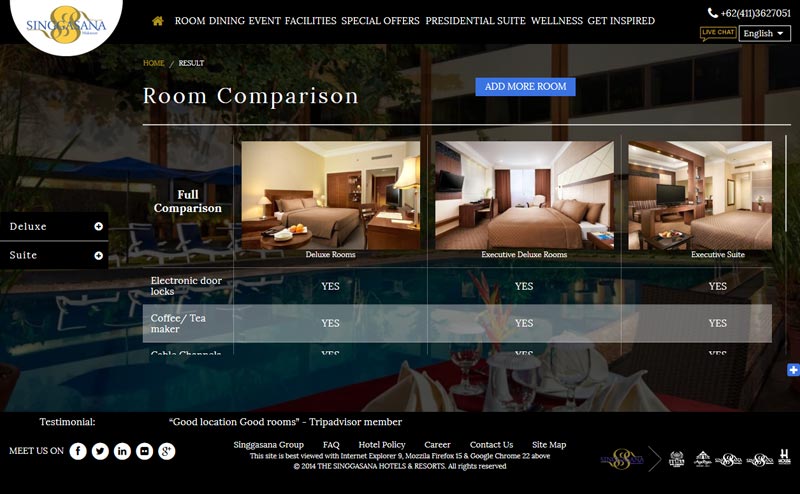 SINGGASANA
Makassar
ROOM DINING EVENT FACILITIES SPECIAL OFFERS PRESIDENTIAL SUITE WELLNESS GET INSPIRED
+62(411)3627051
LIVE CHAT
English
HOME / RESULT
Room Comparison
ADD MORE ROOM
Full
Comparison
Deluxe
Suite
Deluxe Rooms
Executive Deluxe Rooms
Executive Suite
Electronic door
locks
YES YES YES
Coffee/ Tea
maker
YES YES YES
Cable Channels
YES YES YES
Testimonial:
“Good location Good rooms” - Tripadvisor member
MEET US ON
Singgasana Group FAQ Hotel Policy Career Contact Us Site Map
This site is best viewed with Internet Explorer 9, Mozzila Firefox 15 & Google Chrome 22 above
© 2014 THE SINGGASANA HOTELS & RESORTS. All rights reserved
SINGGASANA